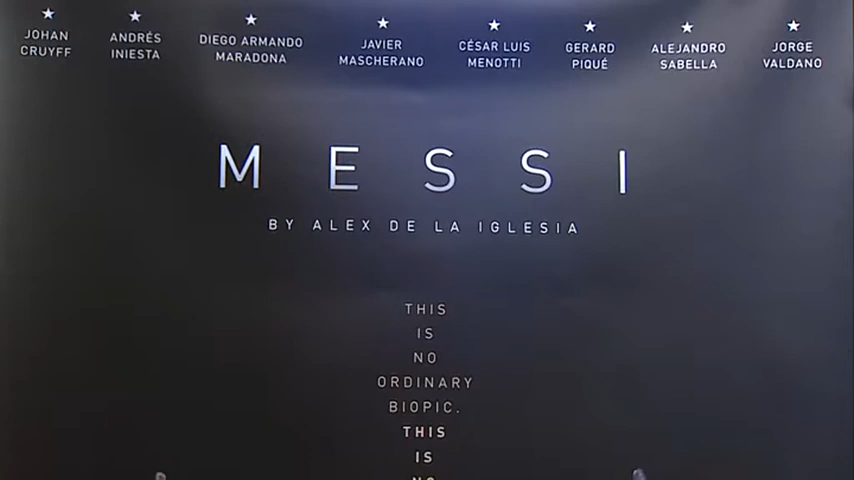 JOHAN
CRUYFF
ANDRÉS
INIESTA
DIEGO ARMANDO
MARADONA
JAVIER
MASCHERANO
CÉSAR LUIS
MENOTTI
GERARD
PIQUÉ
ALEJANDRO
SABELLA
JORGE
VALDANO
MESSI
BY ALEX DE LA IGLESIA
THIS
IS
NO
ORDINARY
BIOPIC.
THIS
IS
NO